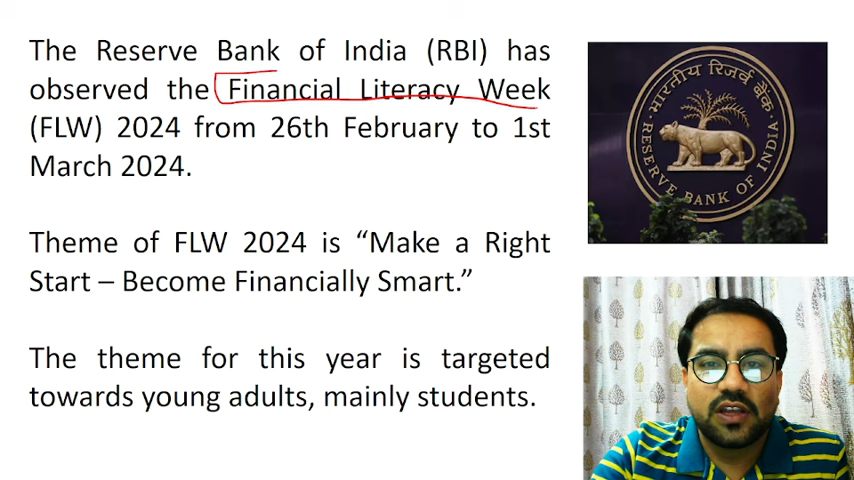 The Reserve Bank of India (RBI) has
observed the Financial Literacy Week
(FLW) 2024 from 26th February to 1st
March 2024.
Theme of FLW 2024 is “Make a Right
Start – Become Financially Smart.”
The theme for this year is targeted
towards young adults, mainly students.
भारतीय रिज़र्व बैंक
RESERVE BANK OF INDIA